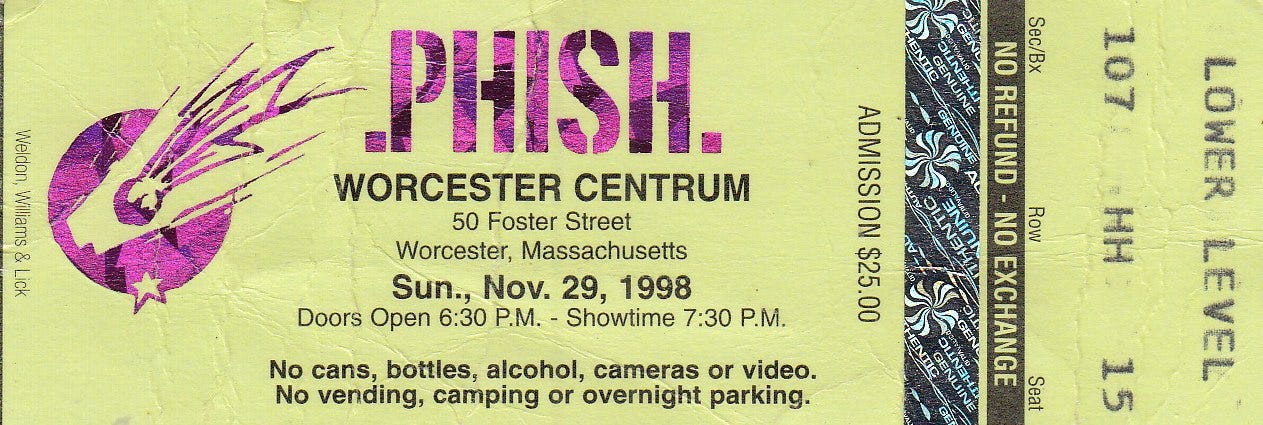 Weldon, Williams & Lick
.PHISH.
WORCESTER CENTRUM
50 Foster Street
Worcester, Massachusetts
Sun., Nov. 29, 1998
Doors Open 6:30 P.M. - Showtime 7:30 P.M.
No cans, bottles, alcohol, cameras or video.
No vending, camping or overnight parking.
ADMISSION $25.00
AUTHENTIC GENUINE
NO REFUND - NO EXCHANGE
Sec/Bx Row Seat
107 HH 15
LOWER LEVEL